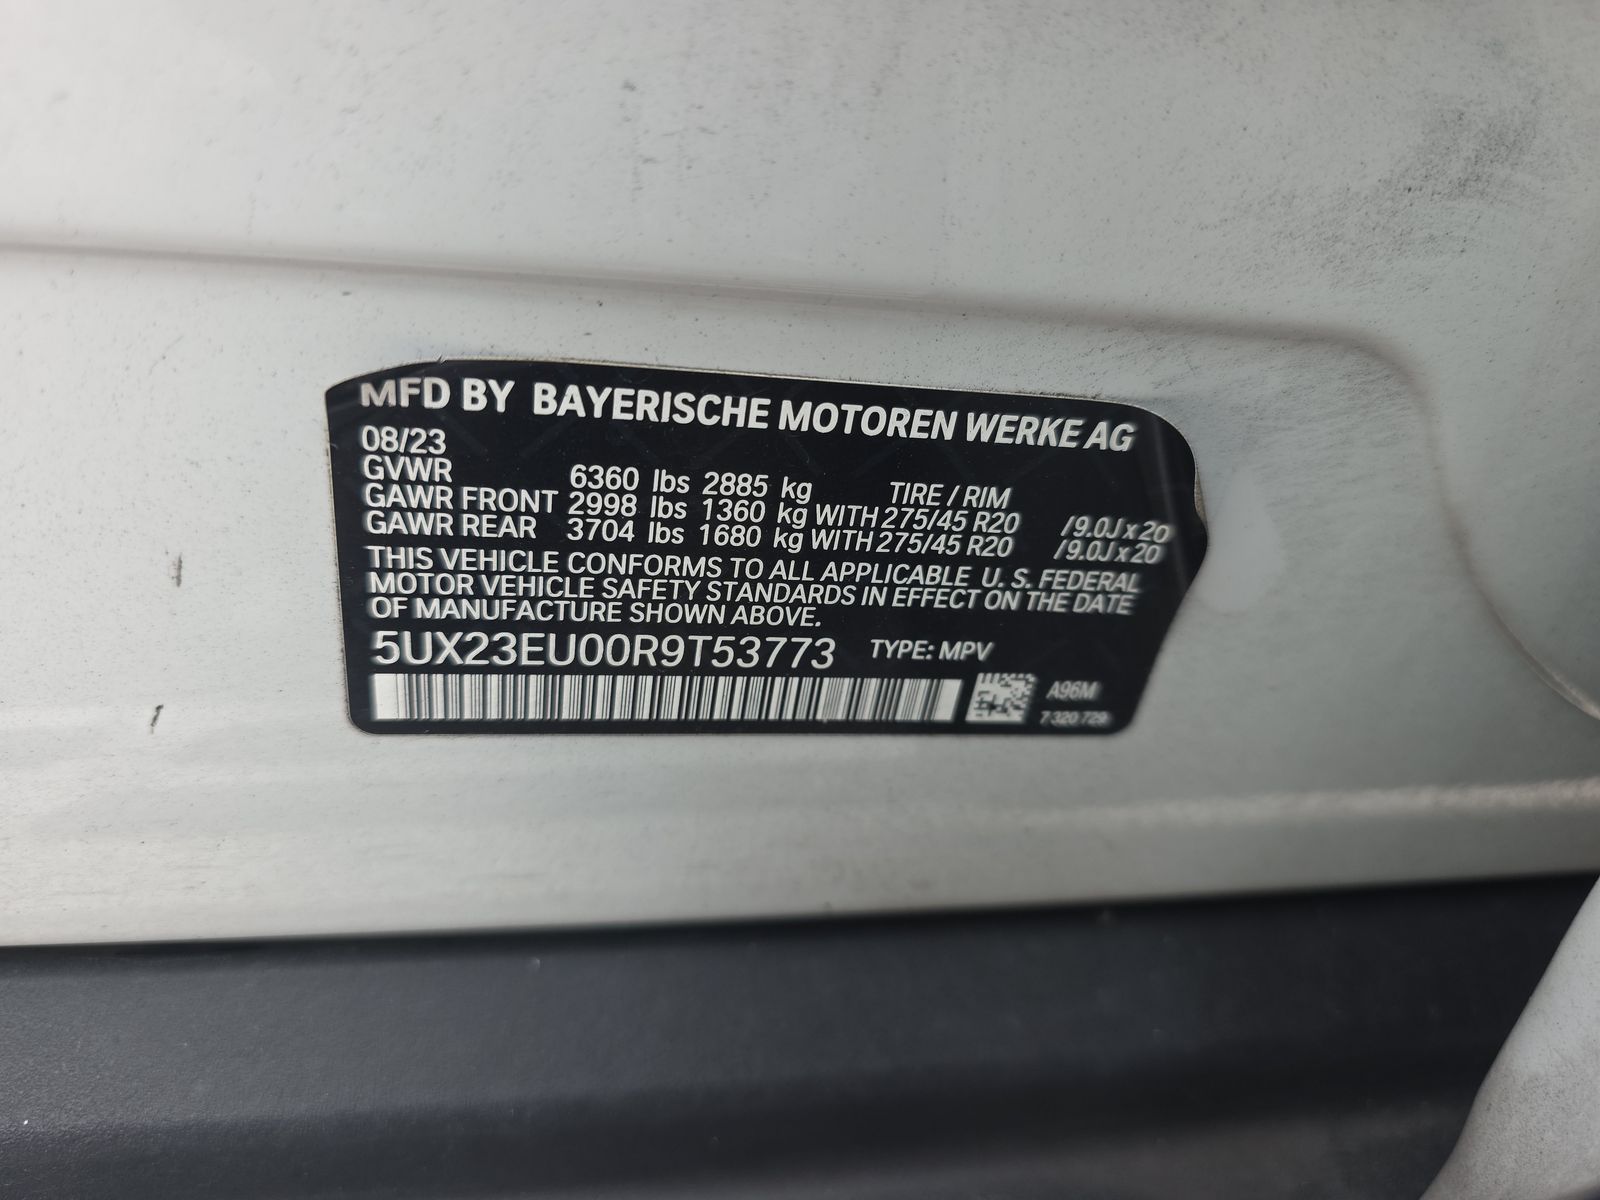 MFD BY BAYERISCHE MOTOREN WERKE AG
08/23
GVWR 6360 lbs 2885 kg TIRE / RIM
GAWR FRONT 2998 lbs 1360 kg WITH 275/45 R20 /9.0J x 20
GAWR REAR 3704 lbs 1680 kg WITH 275/45 R20 /9.0J x 20
THIS VEHICLE CONFORMS TO ALL APPLICABLE U. S. FEDERAL
MOTOR VEHICLE SAFETY STANDARDS IN EFFECT ON THE DATE
OF MANUFACTURE SHOWN ABOVE.
5UX23EU00R9T53773 TYPE: MPV
A96M
7 320 729